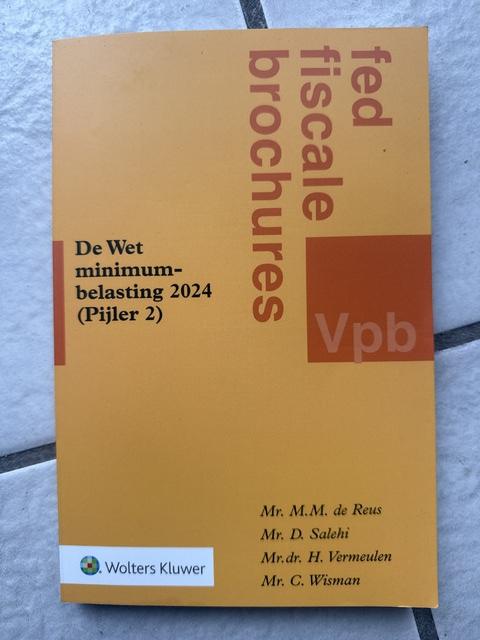 fed
fiscale
brochures
De Wet
minimum-
belasting 2024
(Pijler 2)
Vpb
Mr. M.M. de Reus
Mr. D. Salehi
Mr.dr. H. Vermeulen
Mr. C. Wisman
Wolters Kluwer